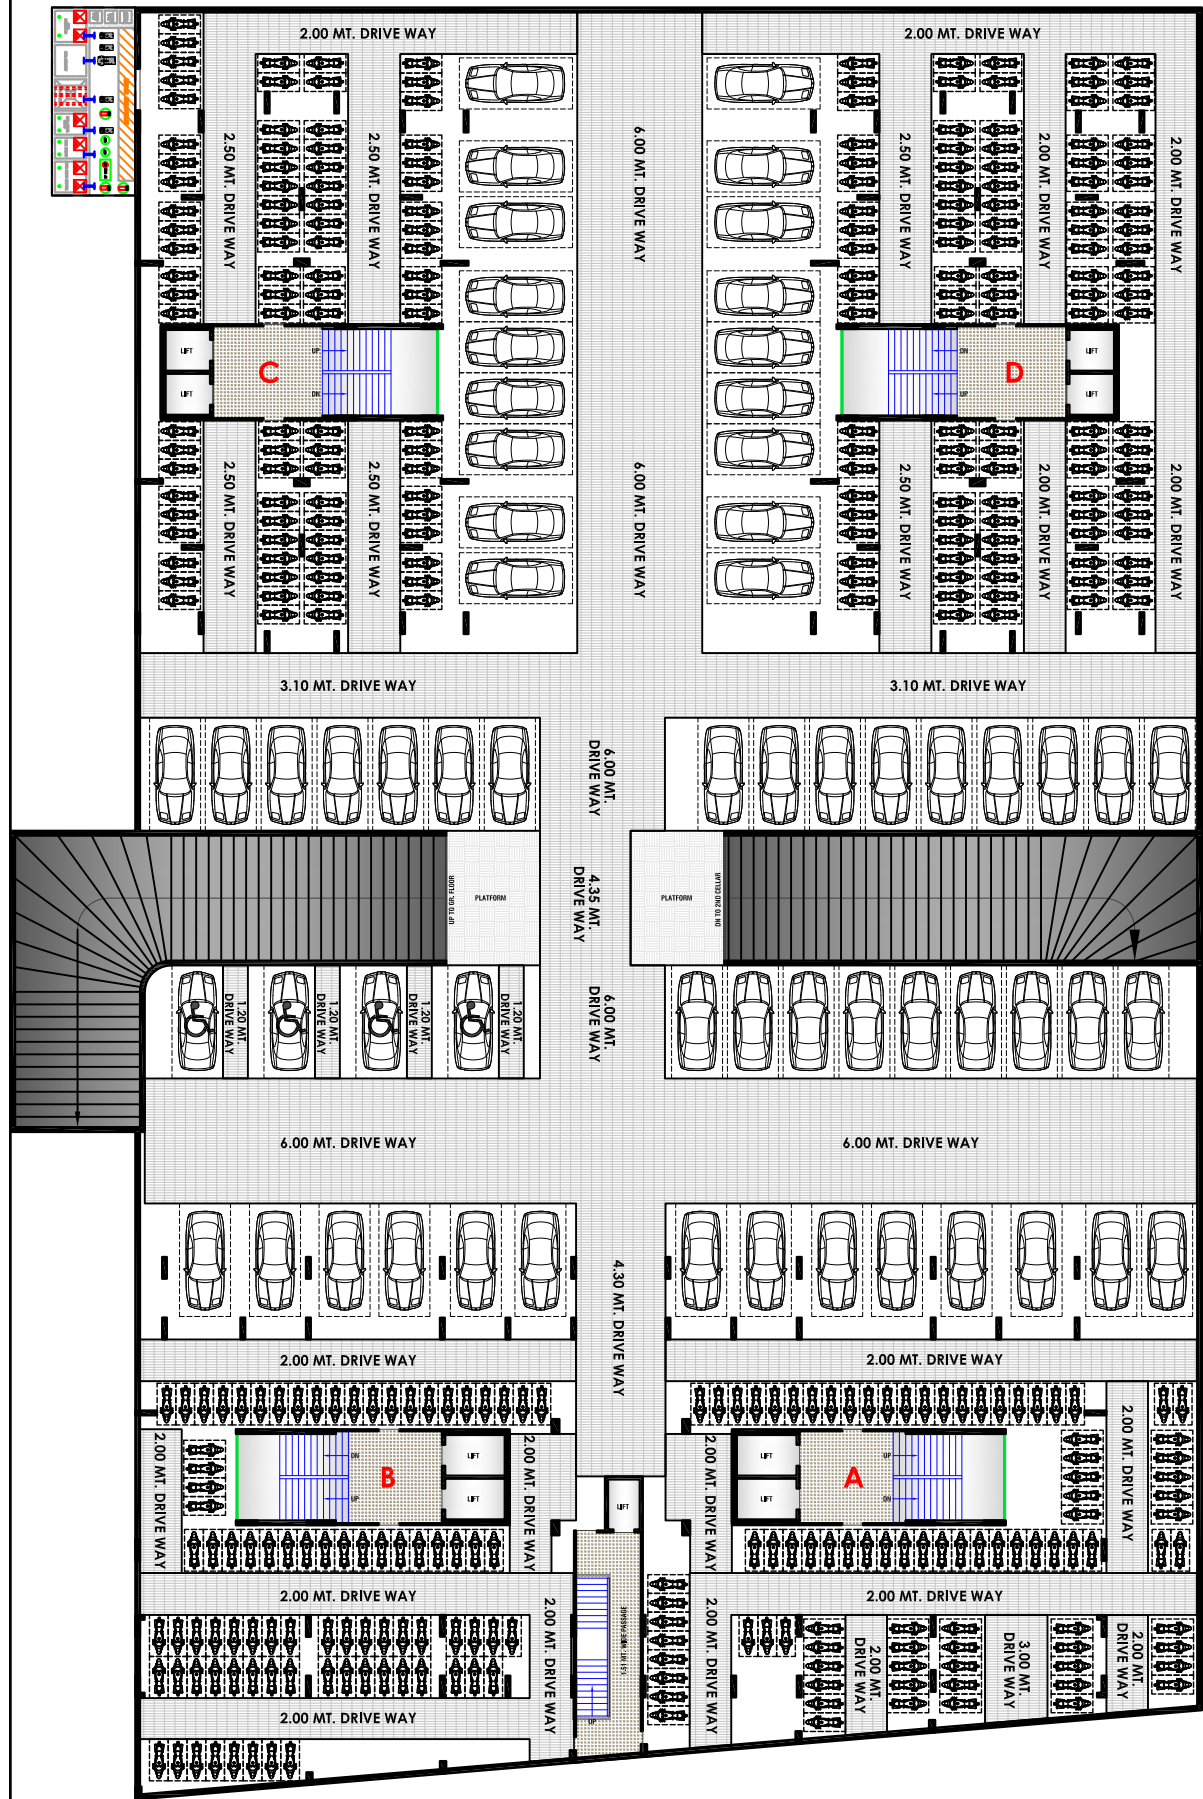 2.00 MT. DRIVE WAY
2.00 MT. DRIVE WAY
2.50 MT. DRIVE WAY
2.50 MT. DRIVE WAY
6.00 MT. DRIVE WAY
2.50 MT. DRIVE WAY
2.00 MT. DRIVE WAY
2.00 MT. DRIVE WAY
LIFT
LIFT
C
UP
DN
DN
UP
D
LIFT
LIFT
2.50 MT. DRIVE WAY
2.50 MT. DRIVE WAY
6.00 MT. DRIVE WAY
2.50 MT. DRIVE WAY
2.00 MT. DRIVE WAY
2.00 MT. DRIVE WAY
3.10 MT. DRIVE WAY
3.10 MT. DRIVE WAY
6.00 MT.
DRIVE WAY
UP TO GR. FLOOR
PLATFORM
4.35 MT.
DRIVE WAY
PLATFORM
DN TO 2ND CELLAR
1.20 MT.
DRIVE WAY
1.20 MT.
DRIVE WAY
1.20 MT.
DRIVE WAY
1.20 MT.
DRIVE WAY
6.00 MT.
DRIVE WAY
6.00 MT. DRIVE WAY
6.00 MT. DRIVE WAY
4.30 MT. DRIVE WAY
2.00 MT. DRIVE WAY
2.00 MT. DRIVE WAY
2.00 MT. DRIVE WAY
DN
UP
B
LIFT
LIFT
2.00 MT. DRIVE WAY
2.00 MT. DRIVE WAY
LIFT
LIFT
A
UP
DN
2.00 MT. DRIVE WAY
LIFT
2.00 MT. DRIVE WAY
2.00 MT. DRIVE WAY
2.00 MT. DRIVE WAY
UP
1.51 MT. WIDE PASSAGE
2.00 MT. DRIVE WAY
2.00 MT.
DRIVE WAY
3.00 MT.
DRIVE WAY
2.00 MT.
DRIVE WAY
2.00 MT. DRIVE WAY